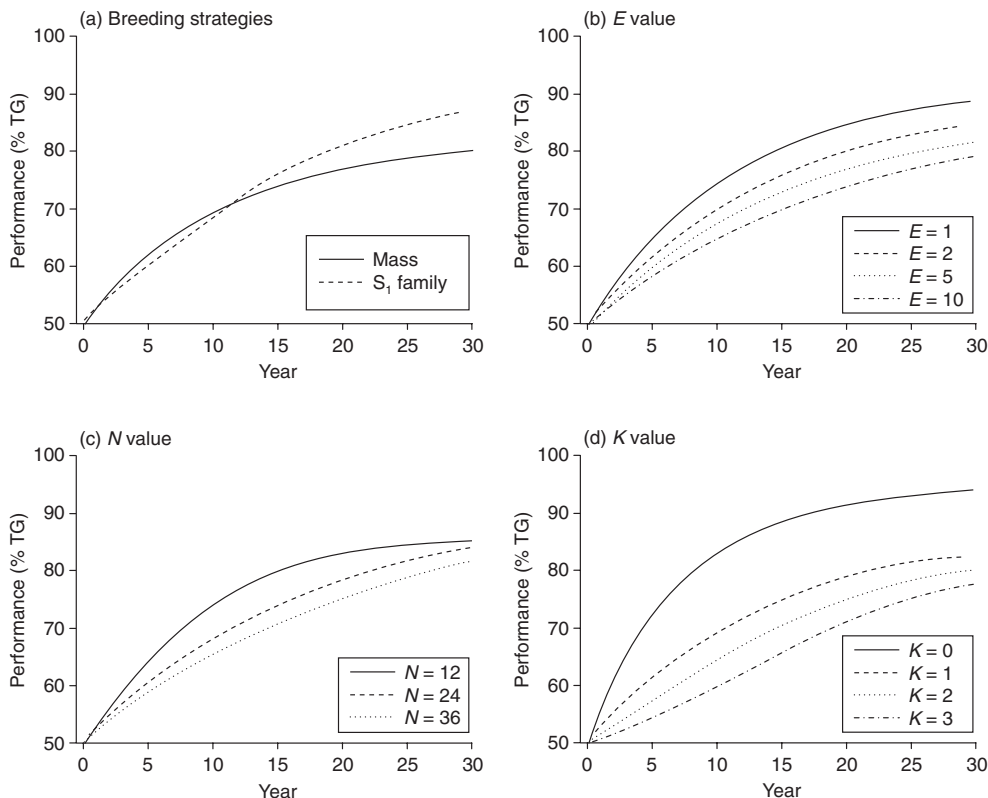 (a) Breeding strategies
100
90
80
70
60
50
Performance (% TG)
Mass
S₁ family
0 5 10 15 20 25 30
Year
(b) E value
100
90
80
70
60
50
Performance (% TG)
E = 1
E = 2
E = 5
E = 10
0 5 10 15 20 25 30
Year
(c) N value
100
90
80
70
60
50
Performance (% TG)
N = 12
N = 24
N = 36
0 5 10 15 20 25 30
Year
(d) K value
100
90
80
70
60
50
Performance (% TG)
K = 0
K = 1
K = 2
K = 3
0 5 10 15 20 25 30
Year